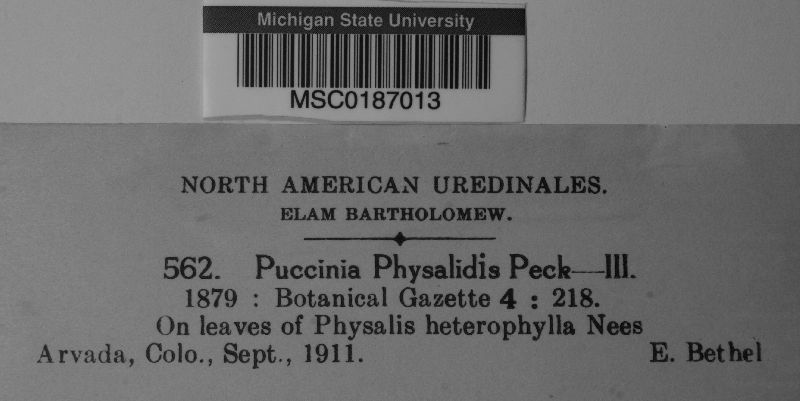 Michigan State University
MSC0187013
NORTH AMERICAN UREDINALES.
ELAM BARTHOLOMEW.
562. Puccinia Physalidis Peck—III.
1879 : Botanical Gazette 4 : 218.
On leaves of Physalis heterophylla Nees
Arvada, Colo., Sept., 1911. E. Bethel